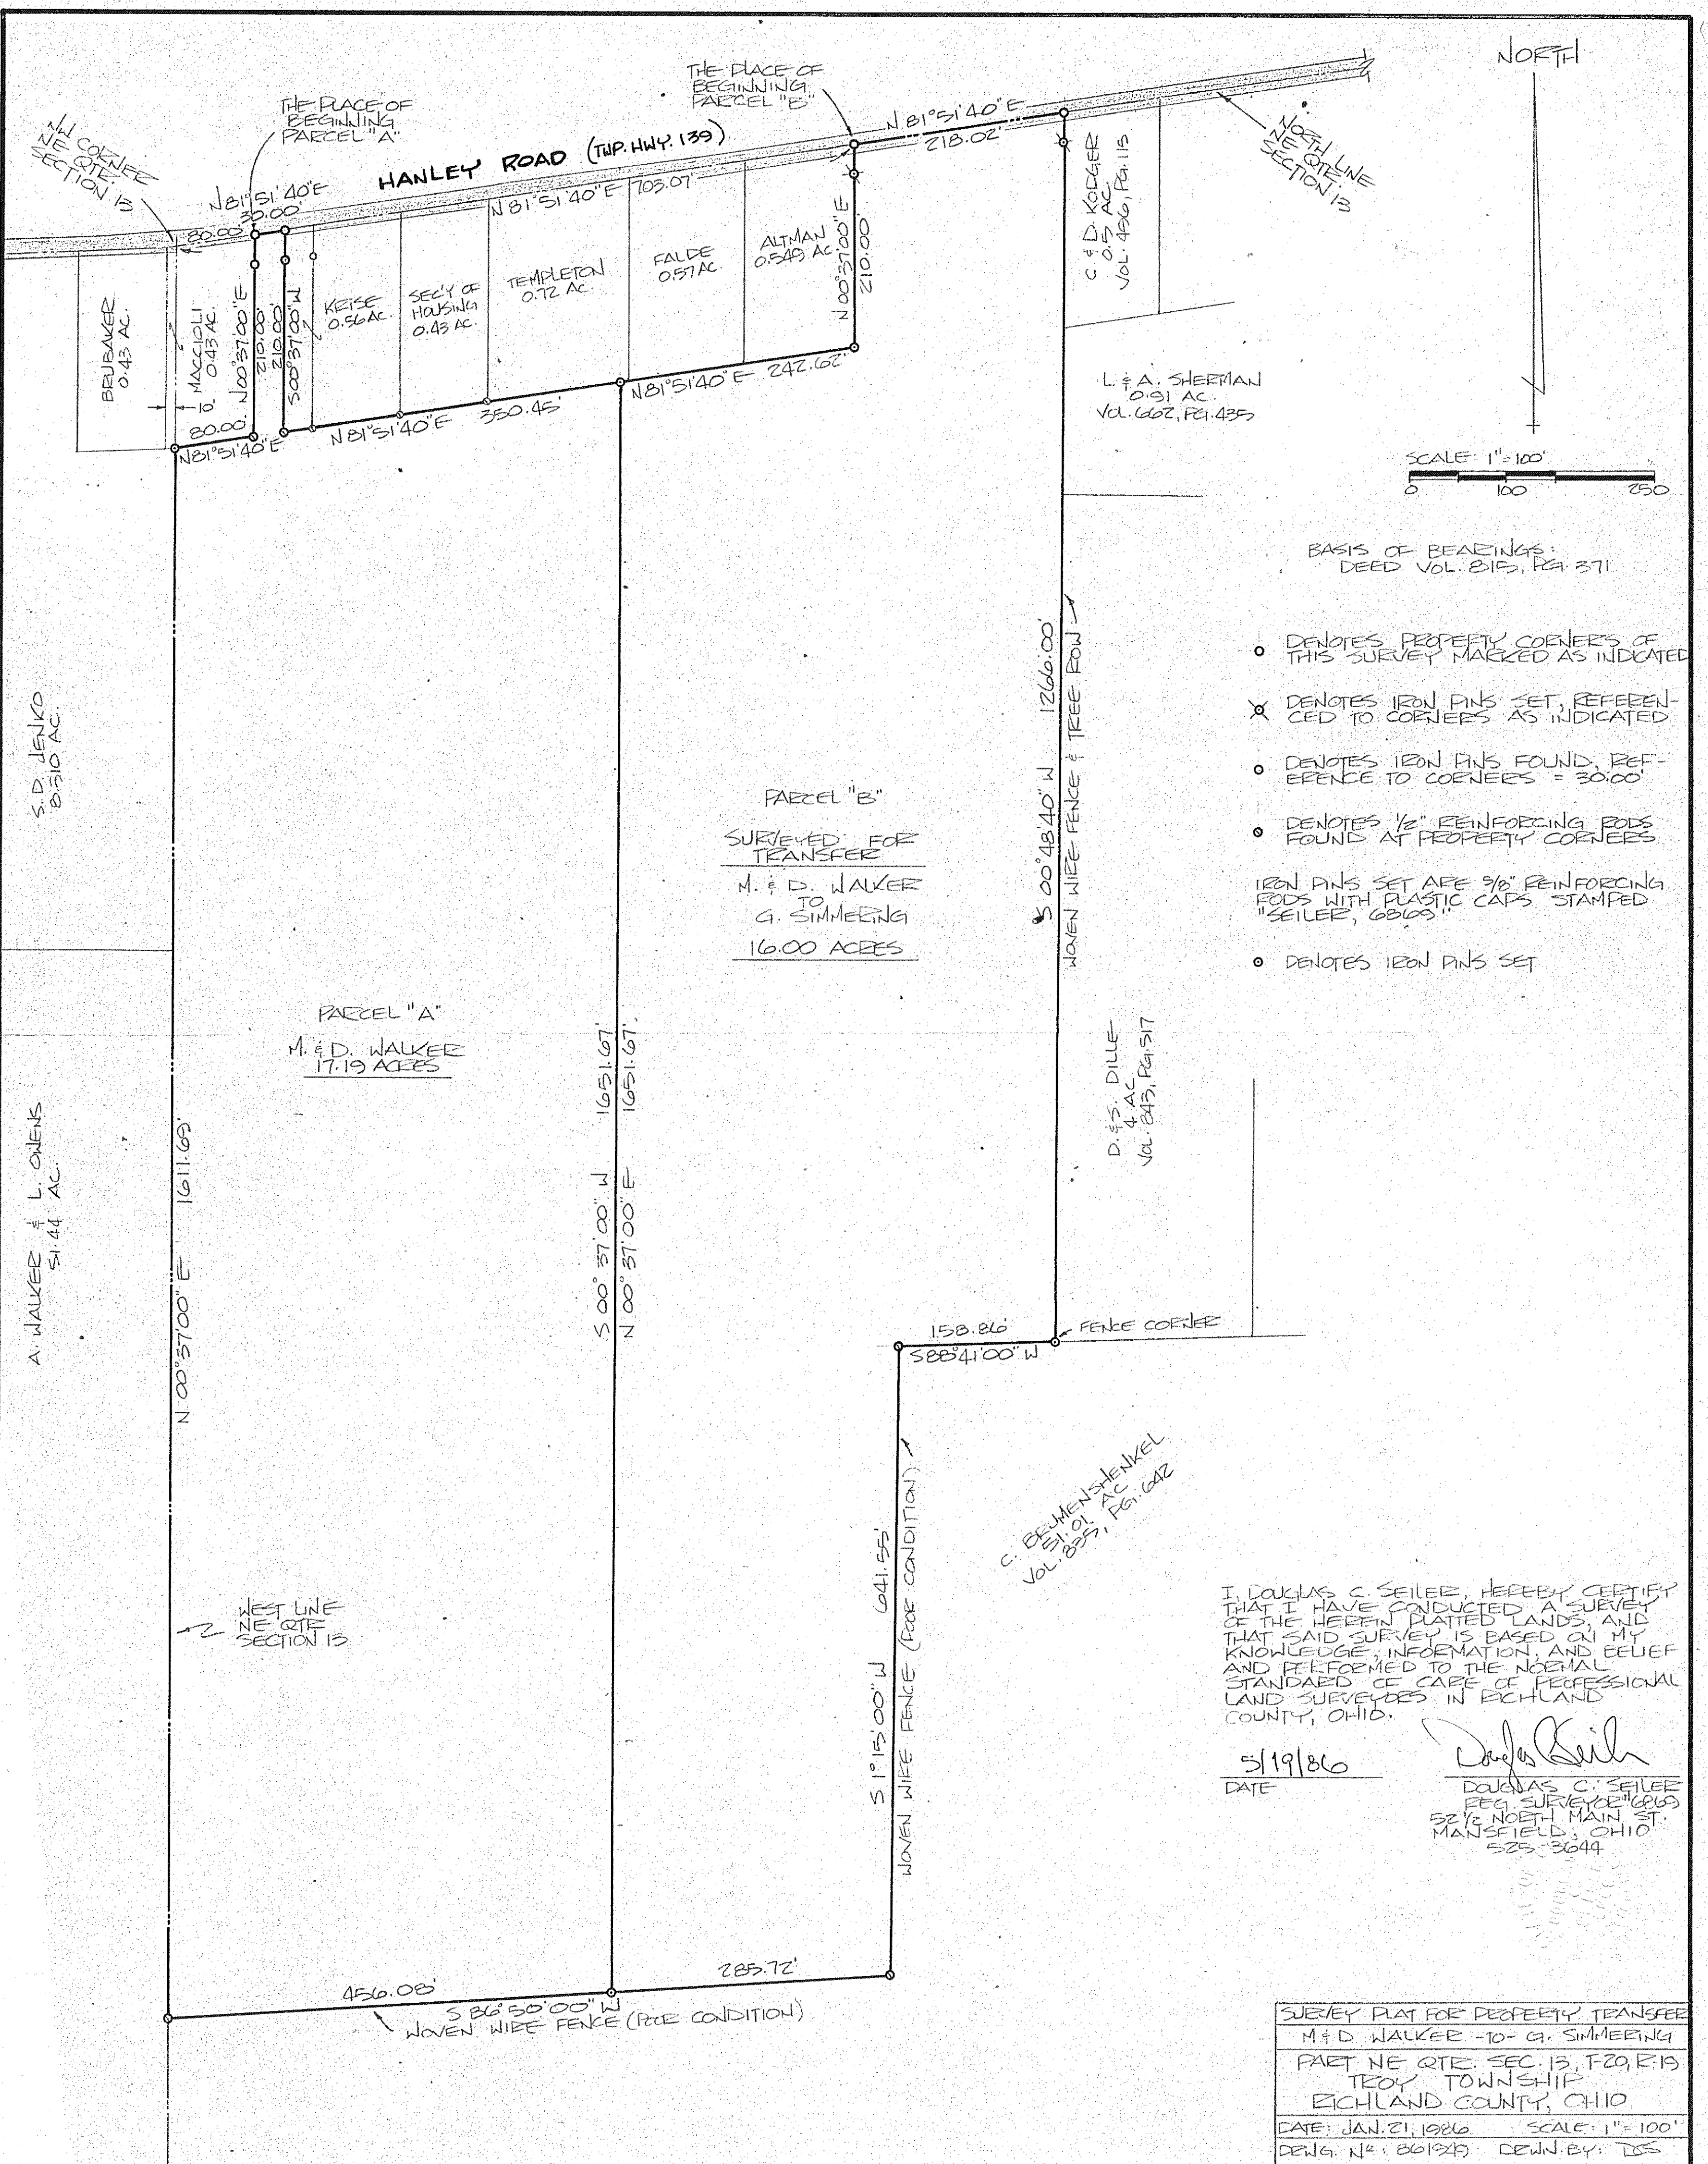 NORTH
THE PLACE OF
BEGINNING
PARCEL "B"
THE PLACE OF
BEGINNING
PARCEL "A"
NW CORNER
NE QTR.
SECTION 13
HANLEY ROAD (TWP. HWY. 139)
N 81°51'40" E
218.02'
NORTH LINE
NE QTR.
SECTION 13
N81°51'40"E
30.00'
80.00'
N 81°51'40"E 703.07'
BRUBAKER
0.43 AC.
MACCIOLI
0.43 AC.
10'
N00°37'00"E
210.00'
210.00'
S00°37'00"W
KEISE
0.56 AC.
SEC'Y OF
HOUSING
0.43 AC.
TEMPLETON
0.72 AC.
FALDE
0.57 AC.
ALTMAN
0.549 AC.
N00°37'00"E
210.00'
C & D. KORGER
0.5 AC.
VOL. 496, PG. 115
80.00'
N81°51'40"E
N81°51'40"E 350.45'
N81°51'40"E 242.62'
L. & A. SHERMAN
0.91 AC.
VOL. 662, PG. 435
SCALE: 1"=100'
0 100 250
BASIS OF BEARINGS:
DEED VOL. 815, PG. 371
DENOTES PROPERTY CORNERS OF
THIS SURVEY MARKED AS INDICATED
DENOTES IRON PINS SET, REFEREN-
CED TO CORNERS AS INDICATED
DENOTES IRON PINS FOUND, REF-
ERENCE TO CORNERS = 30.00'
DENOTES 1/2" REINFORCING RODS
FOUND AT PROPERTY CORNERS
IRON PINS SET ARE 5/8" REINFORCING
RODS WITH PLASTIC CAPS STAMPED
"SEILER, 6869"
DENOTES IRON PINS SET
S. D. JENKO
8.310 AC.
S 00°48'40" W 1266.00'
WOVEN WIRE FENCE & TREE ROW
PARCEL "B"
SURVEYED FOR
TRANSFER
M. & D. WALKER
TO
G. SIMMERING
16.00 ACRES
PARCEL "A"
M. & D. WALKER
17.19 ACRES
A. WALKER & L. OWENS
51.44 AC.
N 00°37'00" E 1611.69'
S 00°37'00" W 1651.67'
N 00°37'00" E 1651.67'
D. & S. DILLE
4 AC
VOL. 843, PG. 517
158.86'
S88°41'00" W
FENCE CORNER
S 1°15'00" W 641.55'
WOVEN WIRE FENCE (POOR CONDITION)
C. BRUMENSHENKEL
51.01 AC
VOL. 835, PG. 642
WEST LINE
NE QTR
SECTION 13
I, DOUGLAS C. SEILER, HEREBY CERTIFY
THAT I HAVE CONDUCTED A SURVEY
OF THE HEREIN PLATTED LANDS, AND
THAT SAID SURVEY IS BASED ON MY
KNOWLEDGE, INFORMATION, AND BELIEF
AND PERFORMED TO THE NORMAL
STANDARD OF CARE OF PROFESSIONAL
LAND SURVEYORS IN RICHLAND
COUNTY, OHIO.
5/19/86
DATE
Douglas C Seiler
DOUGLAS C. SEILER
REG. SURVEYOR #6869
52 1/2 NORTH MAIN ST.
MANSFIELD, OHIO
525-3644
456.08'
285.72'
S 86°50'00" W
WOVEN WIRE FENCE (POOR CONDITION)
SURVEY PLAT FOR PROPERTY TRANSFER
M & D WALKER -TO- G. SIMMERING
PART NE QTR. SEC. 13, T-20, R-19
TROY TOWNSHIP
RICHLAND COUNTY, OHIO
DATE: JAN. 21, 1986 SCALE: 1"=100'
DRWG. Nº: 861949 DRWN. BY: DCS